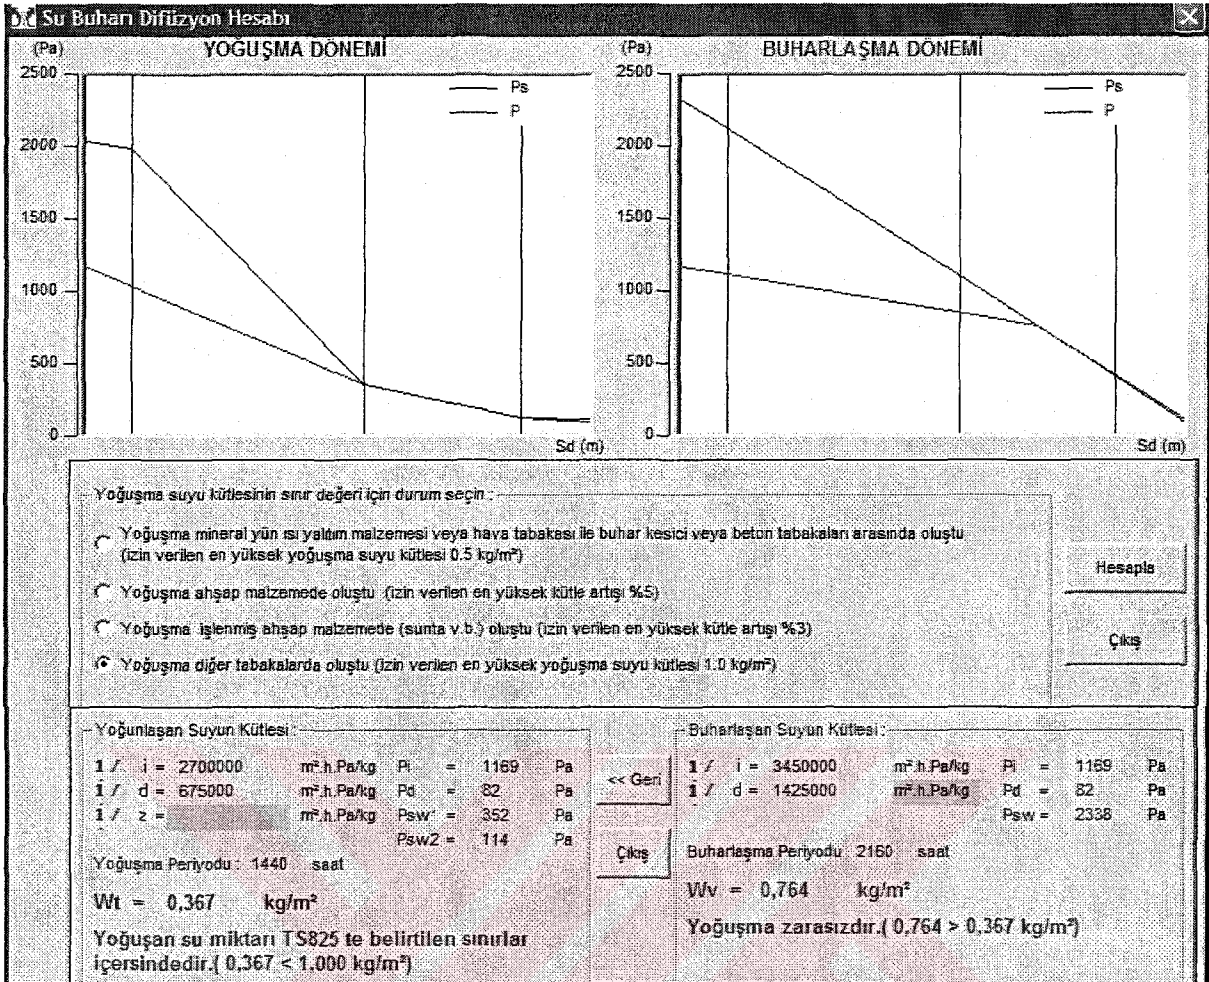 Su Buharı Difüzyon Hesabı
(Pa) YOĞUŞMA DÖNEMİ
2500
Ps
P
2000
1500
1000
500
0
Sd (m)
(Pa) BUHARLAŞMA DÖNEMİ
2500
Ps
P
2000
1500
1000
500
0
Sd (m)
Yoğuşma suyu kütlesinin sınır değeri için durum seçin :
Yoğuşma mineral yün ısı yalıtım malzemesi veya hava tabakası ile buhar kesici veya beton tabakaları arasında oluştu
(izin verilen en yüksek yoğuşma suyu kütlesi 0.5 kg/m²)
Yoğuşma ahşap malzemede oluştu (izin verilen en yüksek kütle artışı %5)
Yoğuşma işlenmiş ahşap malzemede (sunta v.b.) oluştu (izin verilen en yüksek kütle artışı %3)
Yoğuşma diğer tabakalarda oluştu (izin verilen en yüksek yoğuşma suyu kütlesi 1.0 kg/m²)
Hesapla
Çıkış
Yoğunlaşan Suyun Kütlesi :
1 / i = 2700000 m².h.Pa/kg Pi = 1169 Pa
1 / d = 675000 m².h.Pa/kg Pd = 82 Pa
1 / z = m².h.Pa/kg Psw1 = 352 Pa
Psw2 = 114 Pa
Yoğuşma Periyodu : 1440 saat
Wt = 0,367 kg/m²
Yoğuşan su miktarı TS825 te belirtilen sınırlar
içersindedir.( 0,367 < 1.000 kg/m²)
<< Geri
Çıkış
Buharlaşan Suyun Kütlesi :
1 / i = 3450000 m².h.Pa/kg Pi = 1169 Pa
1 / d = 1425000 m².h.Pa/kg Pd = 82 Pa
Psw = 2338 Pa
Buharlaşma Periyodu : 2160 saat
Wv = 0,764 kg/m²
Yoğuşma zarasızdır.( 0,764 > 0,367 kg/m²)